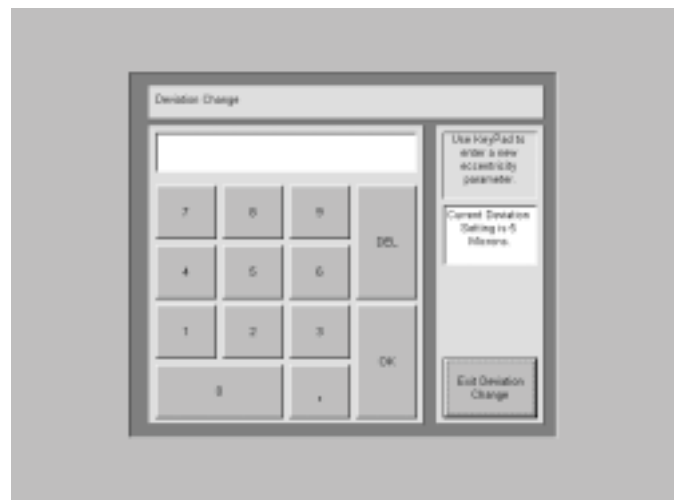 Deviation Change
Use KeyPad to
enter a new
eccentricity
parameter.
Current Deviation
Setting is 5
Microns.
7 8 9 DEL
4 5 6
1 2 3 OK
0 ,
Exit Deviation
Change